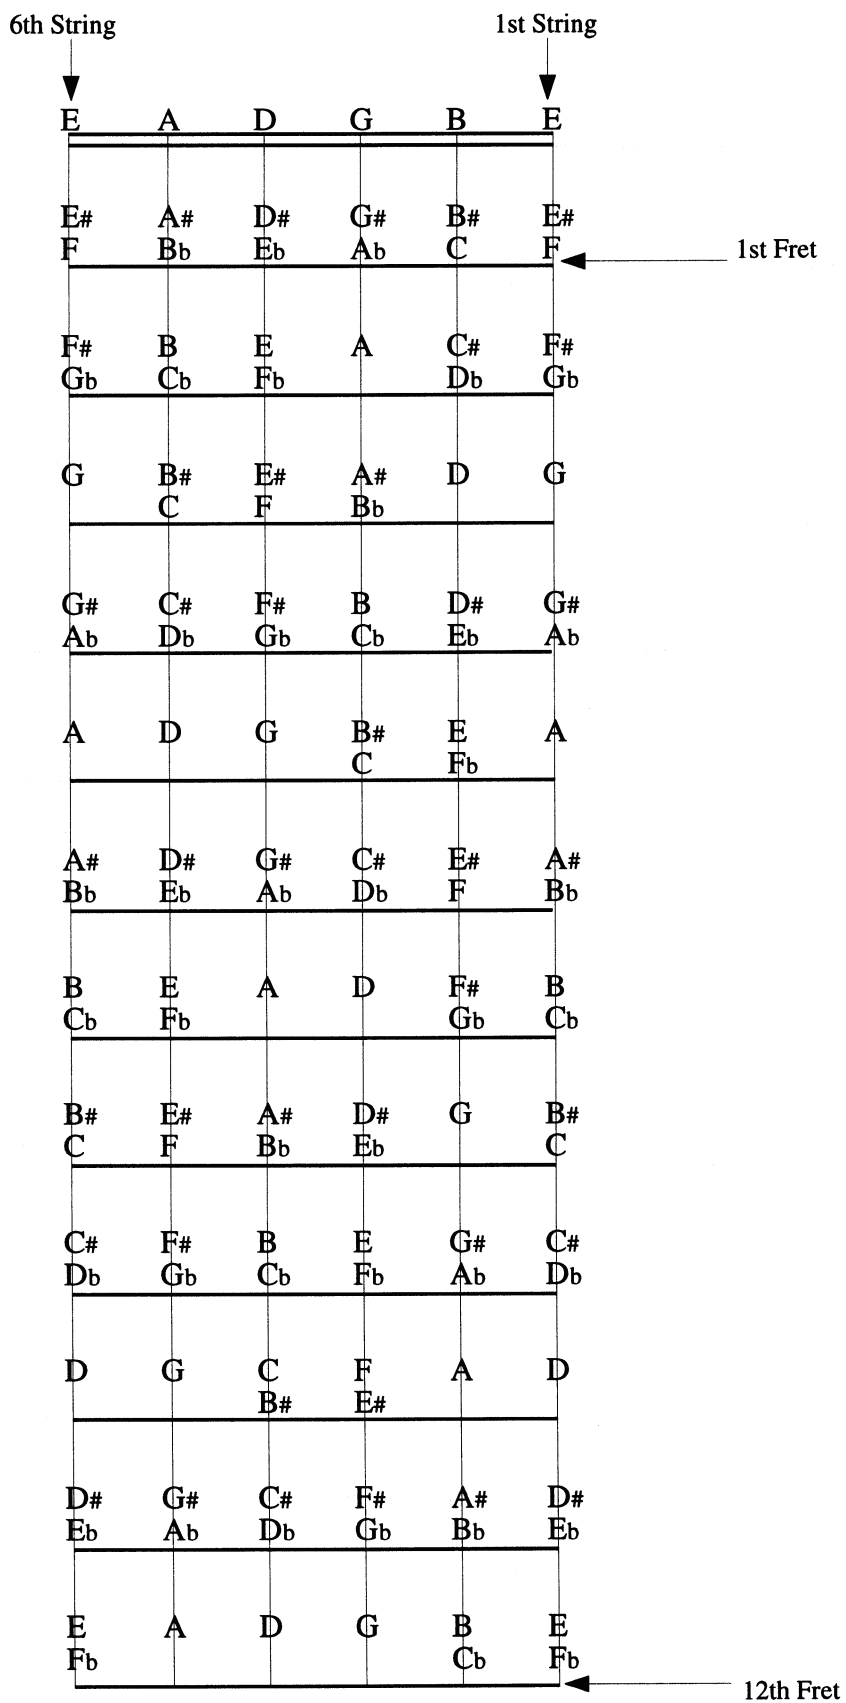 6th String 1st String
E A D G B E
E# A# D# G# B# E#
F Bb Eb Ab C F
1st Fret
F# B E A C# F#
Gb Cb Fb Db Gb
G B# E# A# D G
C F Bb
G# C# F# B D# G#
Ab Db Gb Cb Eb Ab
A D G B# E A
C Fb
A# D# G# C# E# A#
Bb Eb Ab Db F Bb
B E A D F# B
Cb Fb Gb Cb
B# E# A# D# G B#
C F Bb Eb C
C# F# B E G# C#
Db Gb Cb Fb Ab Db
D G C F A D
B# E#
D# G# C# F# A# D#
Eb Ab Db Gb Bb Eb
E A D G B E
Fb Cb Fb
12th Fret